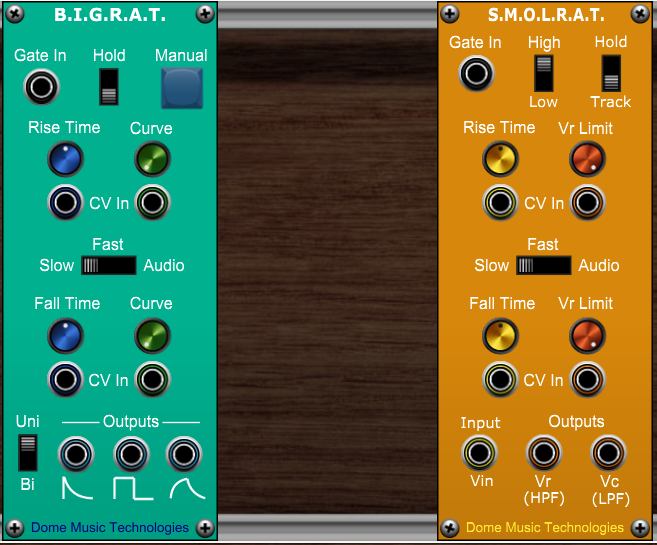 B.I.G.R.A.T.
Gate In Hold Manual
Rise Time Curve
CV In
Fast
Slow Audio
Fall Time Curve
CV In
Uni Outputs
Bi
Dome Music Technologies
S.M.O.L.R.A.T.
Gate In High Hold
Low Track
Rise Time Vr Limit
CV In
Fast
Slow Audio
Fall Time Vr Limit
CV In
Input Outputs
Vin Vr Vc
(HPF) (LPF)
Dome Music Technologies